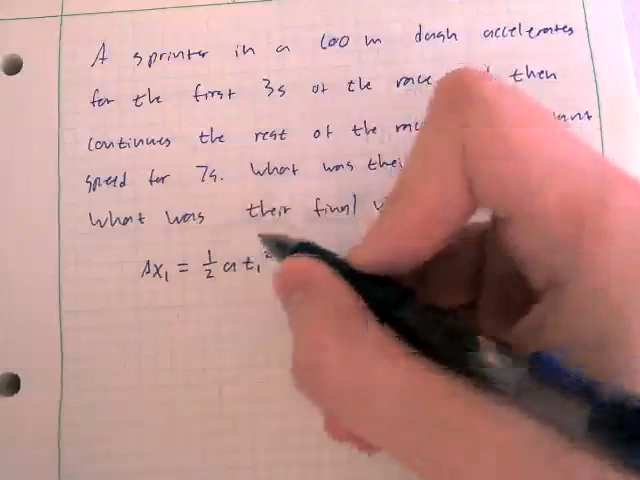 A sprinter in a 100 m dash accelerates
for the first 3s of the race then
continues the rest of the
speed for 7s. What was their
What was their final
Δx₁ = ½ a t₁²